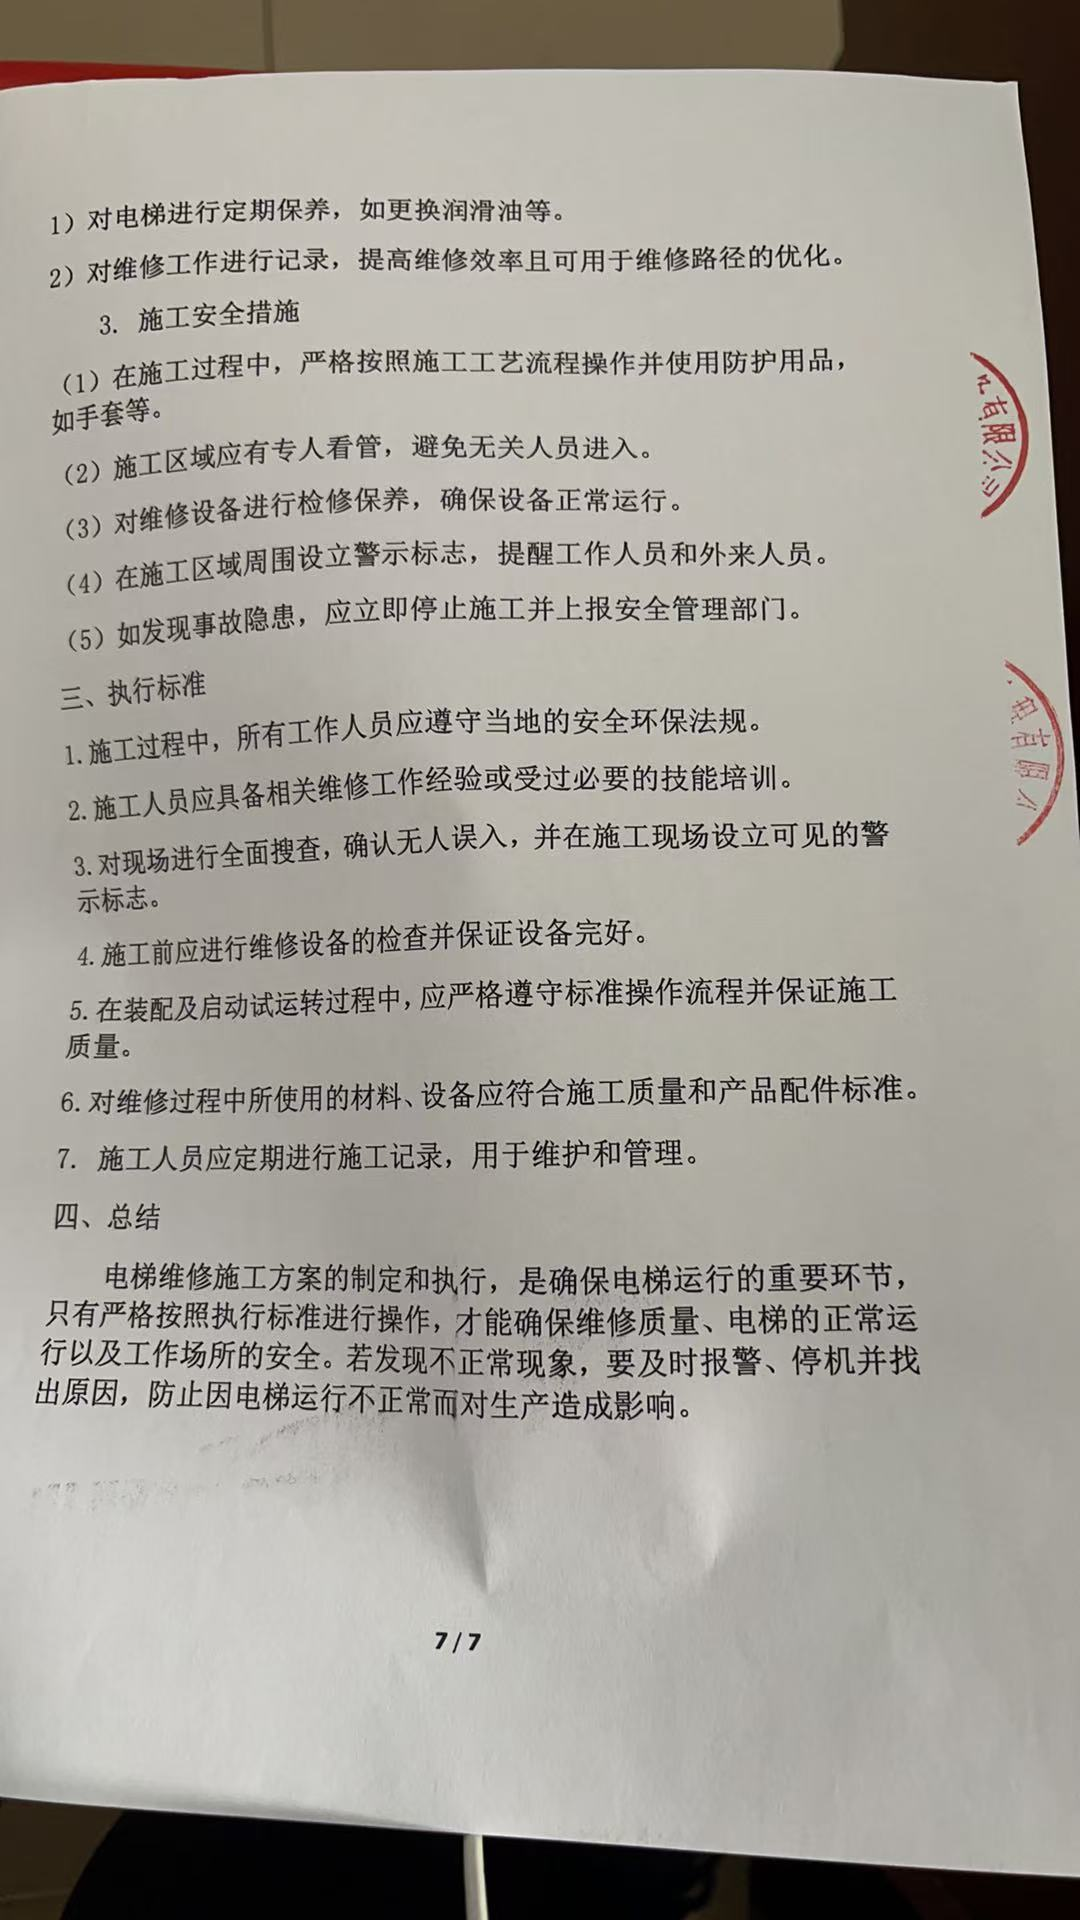 1）对电梯进行定期保养，如更换润滑油等。
2）对维修工作进行记录，提高维修效率且可用于维修路径的优化。
3. 施工安全措施
（1）在施工过程中，严格按照施工工艺流程操作并使用防护用品，
如手套等。
（2）施工区域应有专人看管，避免无关人员进入。
（3）对维修设备进行检修保养，确保设备正常运行。
（4）在施工区域周围设立警示标志，提醒工作人员和外来人员。
（5）如发现事故隐患，应立即停止施工并上报安全管理部门。
三、执行标准
1.施工过程中，所有工作人员应遵守当地的安全环保法规。
2.施工人员应具备相关维修工作经验或受过必要的技能培训。
3.对现场进行全面搜查，确认无人误入，并在施工现场设立可见的警
示标志。
4.施工前应进行维修设备的检查并保证设备完好。
5.在装配及启动试运转过程中，应严格遵守标准操作流程并保证施工
质量。
6.对维修过程中所使用的材料、设备应符合施工质量和产品配件标准。
7. 施工人员应定期进行施工记录，用于维护和管理。
四、总结
电梯维修施工方案的制定和执行，是确保电梯运行的重要环节，
只有严格按照执行标准进行操作，才能确保维修质量、电梯的正常运
行以及工作场所的安全。若发现不正常现象，要及时报警、停机并找
出原因，防止因电梯运行不正常而对生产造成影响。
7/7
有限公
有限公